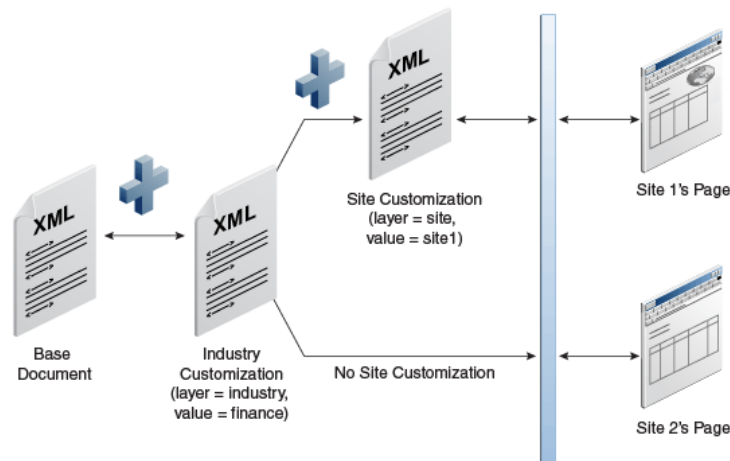 XML
Base
Document
XML
Industry
Customization
(layer = industry,
value = finance)
XML
Site Customization
(layer = site,
value = site1)
No Site Customization
Site 1's Page
Site 2's Page